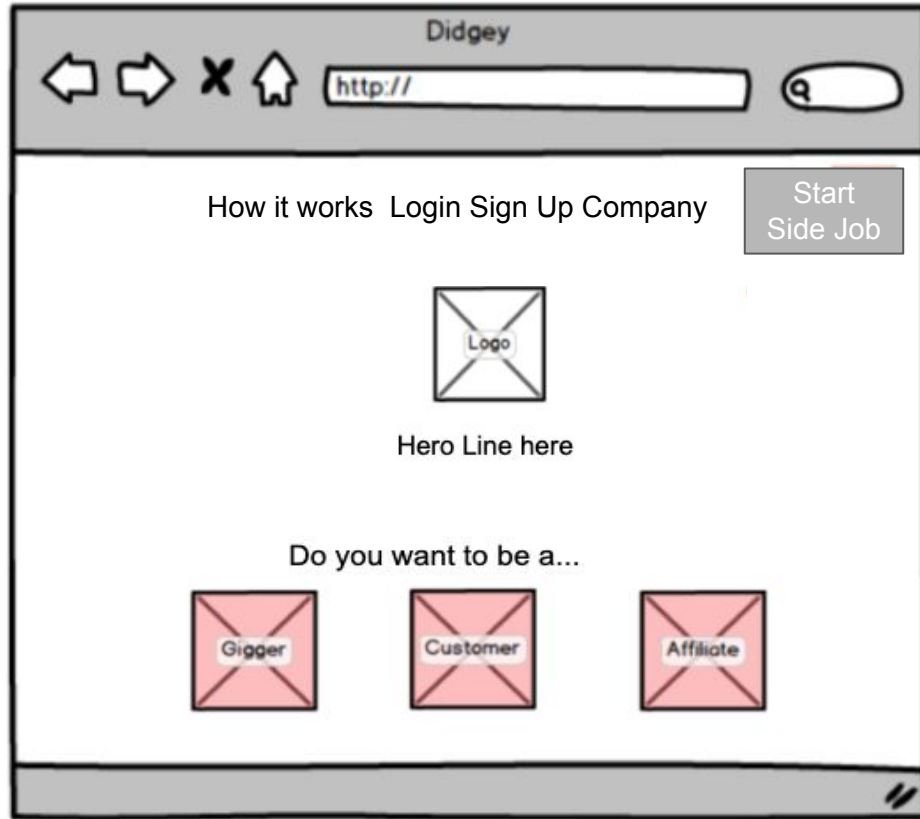 Didgey
http://
How it works Login Sign Up Company
Start
Side Job
Logo
Hero Line here
Do you want to be a...
Gigger
Customer
Affiliate